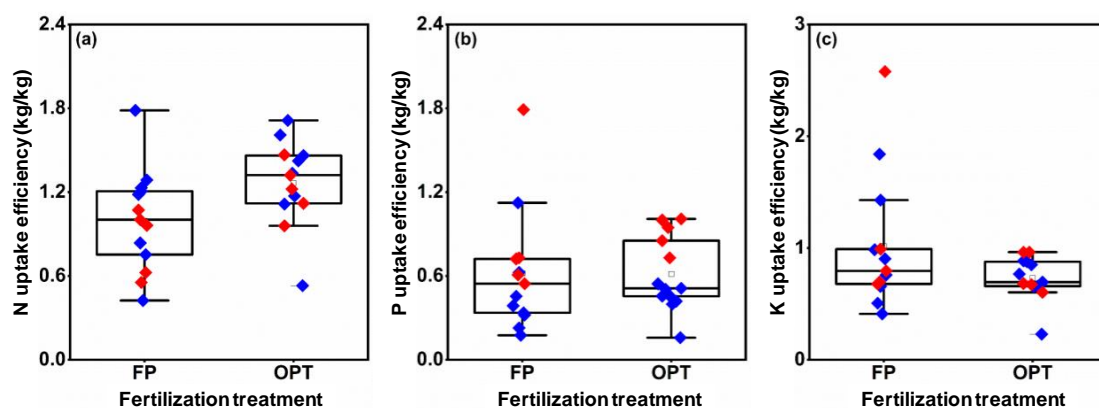 (a)
N uptake efficiency (kg/kg)
2.4
1.8
1.2
0.6
0.0
FP OPT
Fertilization treatment
(b)
P uptake efficiency (kg/kg)
2.4
1.8
1.2
0.6
0.0
FP OPT
Fertilization treatment
(c)
K uptake efficiency (kg/kg)
3
2
1
0
FP OPT
Fertilization treatment